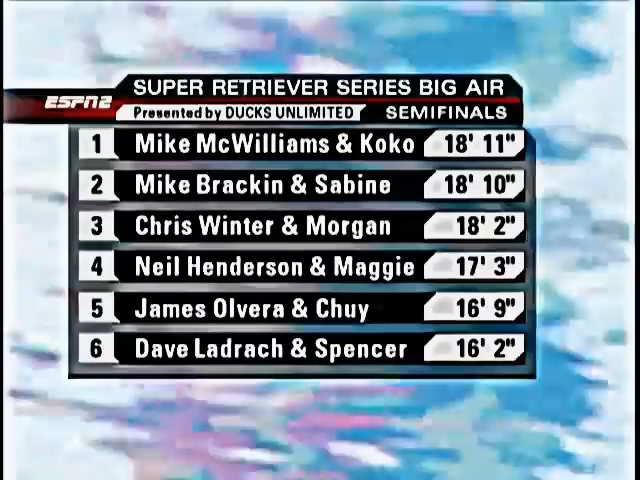 SUPER RETRIEVER SERIES BIG AIR
ESPN2
Presented by DUCKS UNLIMITED SEMIFINALS
1 Mike McWilliams & Koko 18' 11"
2 Mike Brackin & Sabine 18' 10"
3 Chris Winter & Morgan 18' 2"
4 Neil Henderson & Maggie 17' 3"
5 James Olvera & Chuy 16' 9"
6 Dave Ladrach & Spencer 16' 2"